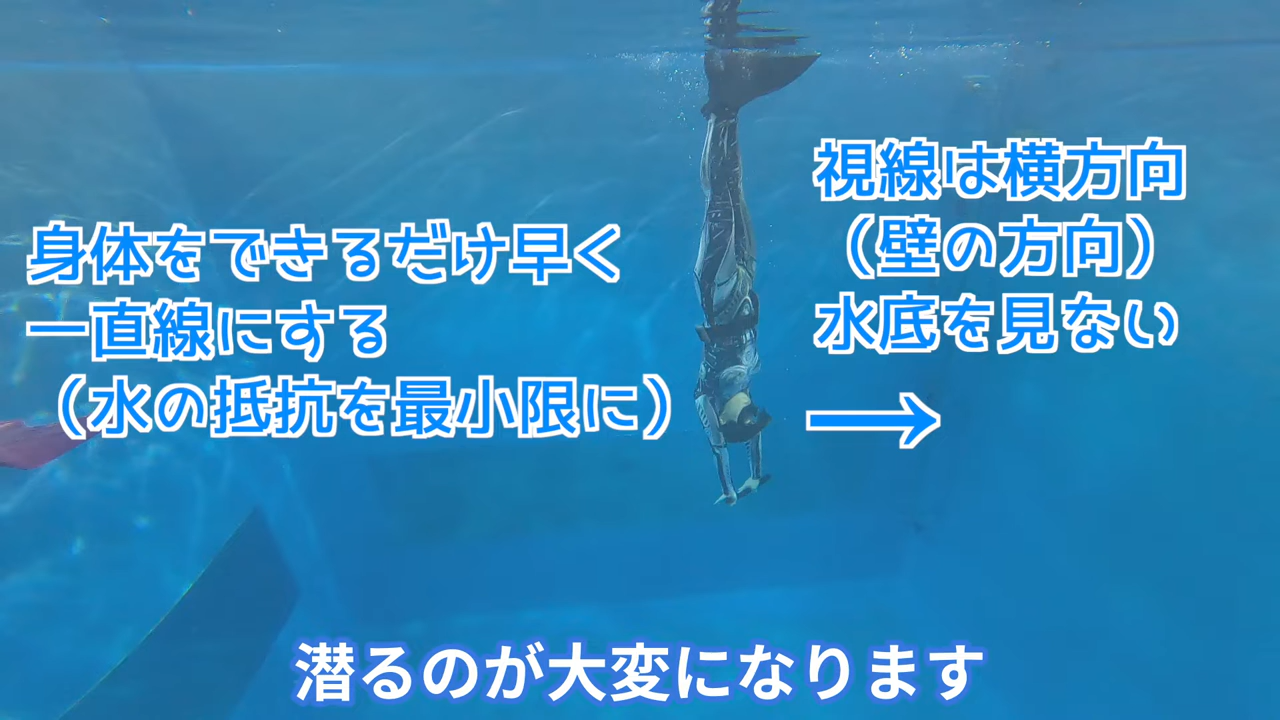 身体をできるだけ早く
一直線にする
（水の抵抗を最小限に）
視線は横方向
（壁の方向）
水底を見ない
潜るのが大変になります